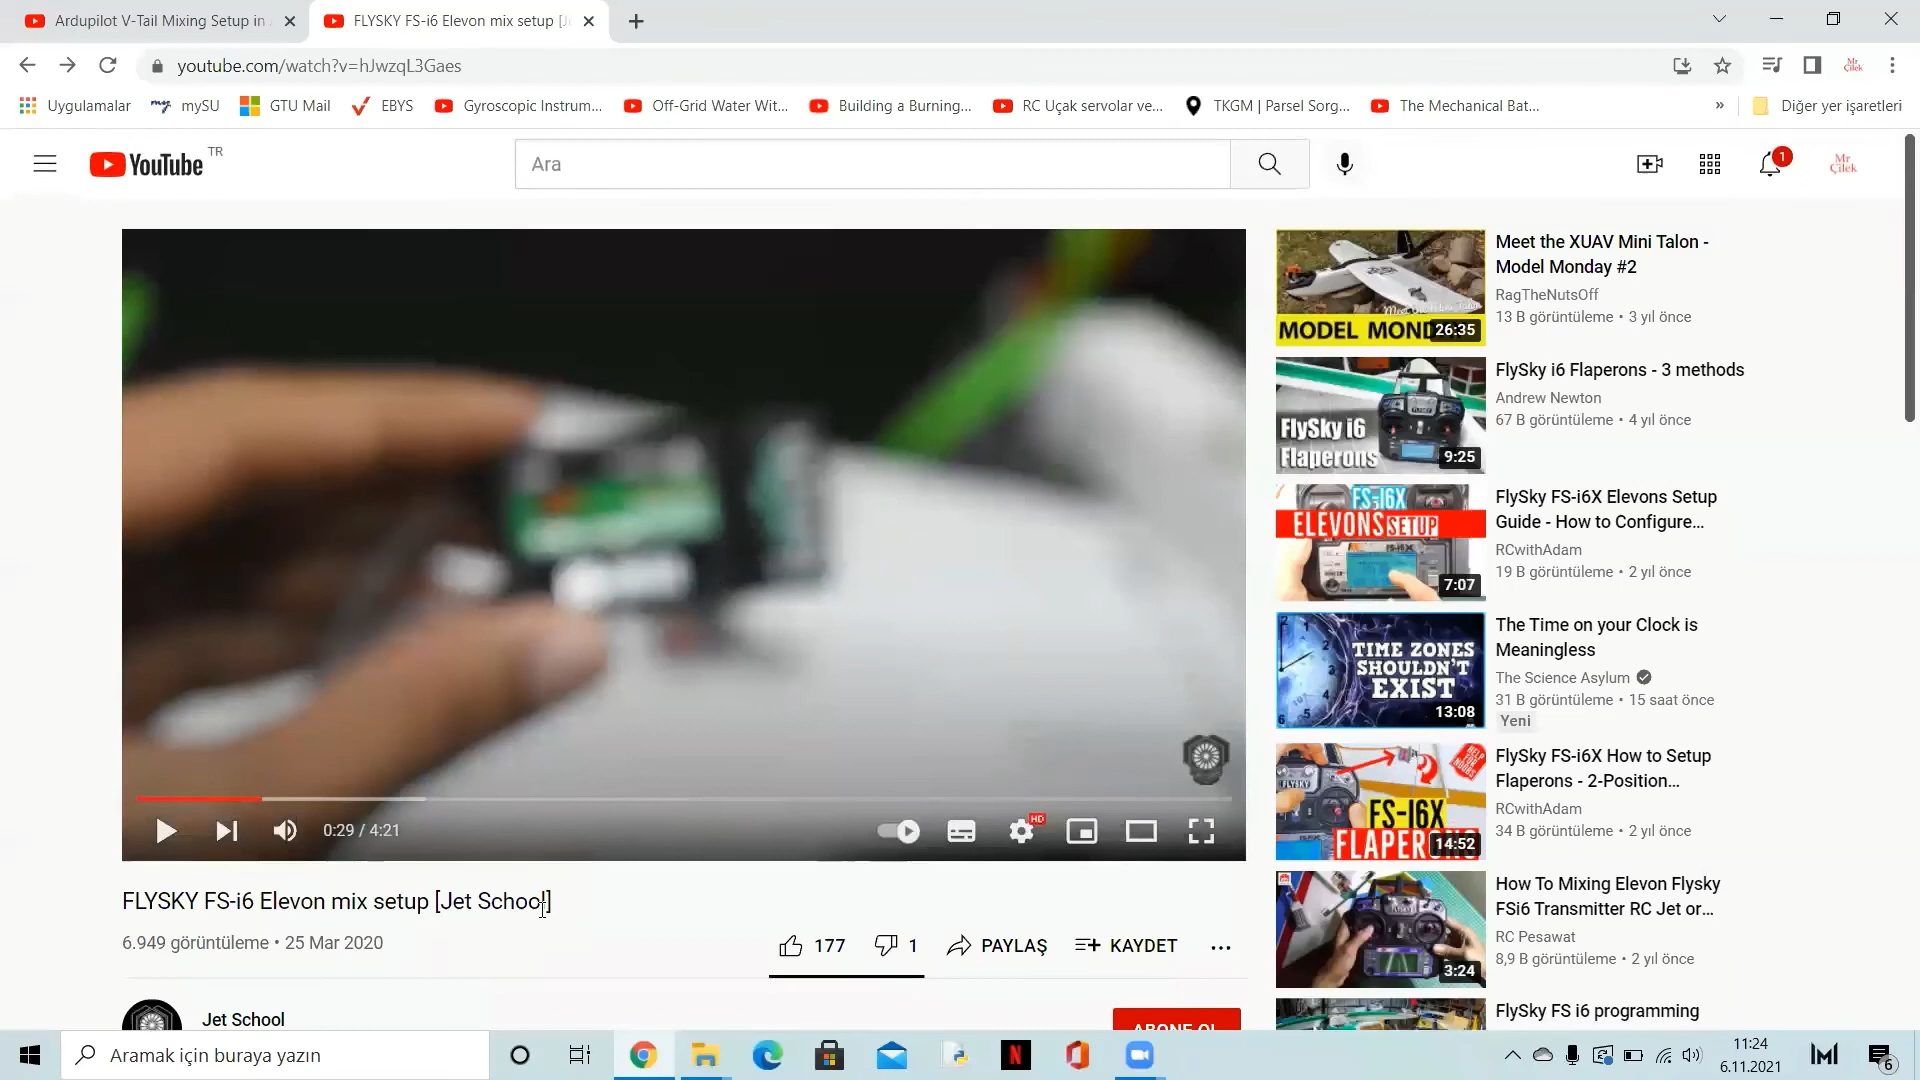 Ardupilot V-Tail Mixing Setup in
FLYSKY FS-i6 Elevon mix setup [J
youtube.com/watch?v=hJwzqL3Gaes
Uygulamalar
mySU
GTU Mail
EBYS
Gyroscopic Instrum...
Off-Grid Water Wit...
Building a Burning...
RC Uçak servolar ve...
TKGM | Parsel Sorg...
The Mechanical Bat...
»
Diğer yer işaretleri
YouTube TR
Ara
1
Mr Çilek
Meet the XUAV Mini Talon -
Model Monday #2
RagTheNutsOff
13 B görüntüleme • 3 yıl önce
MODEL MOND
26:35
FlySky i6 Flaperons - 3 methods
Andrew Newton
67 B görüntüleme • 4 yıl önce
FlySky i6
Flaperons
9:25
FS-I6X
ELEVONS SETUP
FlySky FS-i6X Elevons Setup
Guide - How to Configure...
RCwithAdam
19 B görüntüleme • 2 yıl önce
7:07
TIME ZONES
SHOULDN'T
EXIST
The Time on your Clock is
Meaningless
The Science Asylum
31 B görüntüleme • 15 saat önce
Yeni
13:08
FlySky FS-i6X How to Setup
Flaperons - 2-Position...
RCwithAdam
34 B görüntüleme • 2 yıl önce
FS-I6X
FLAPERONS
14:52
How To Mixing Elevon Flysky
FSi6 Transmitter RC Jet or...
RC Pesawat
8,9 B görüntüleme • 2 yıl önce
3:24
FlySky FS i6 programming
0:29 / 4:21
HD
FLYSKY FS-i6 Elevon mix setup [Jet School]
6.949 görüntüleme • 25 Mar 2020
177
1
PAYLAŞ
KAYDET
Jet School
ABONE OL
Aramak için buraya yazın
11:24
6.11.2021
6